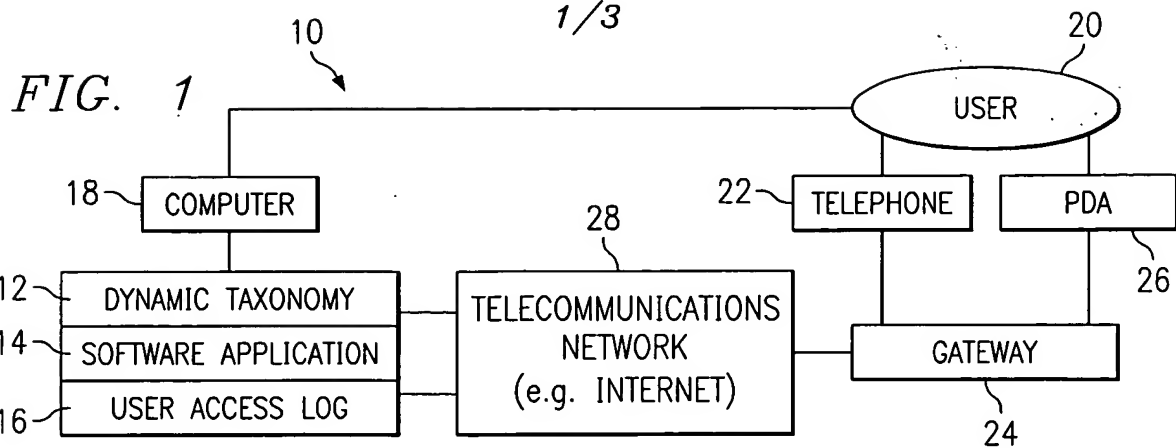 1/3
FIG. 1
10
20
USER
18
COMPUTER
22
TELEPHONE
PDA
26
28
12
DYNAMIC TAXONOMY
14
SOFTWARE APPLICATION
16
USER ACCESS LOG
TELECOMMUNICATIONS
NETWORK
(e.g. INTERNET)
GATEWAY
24